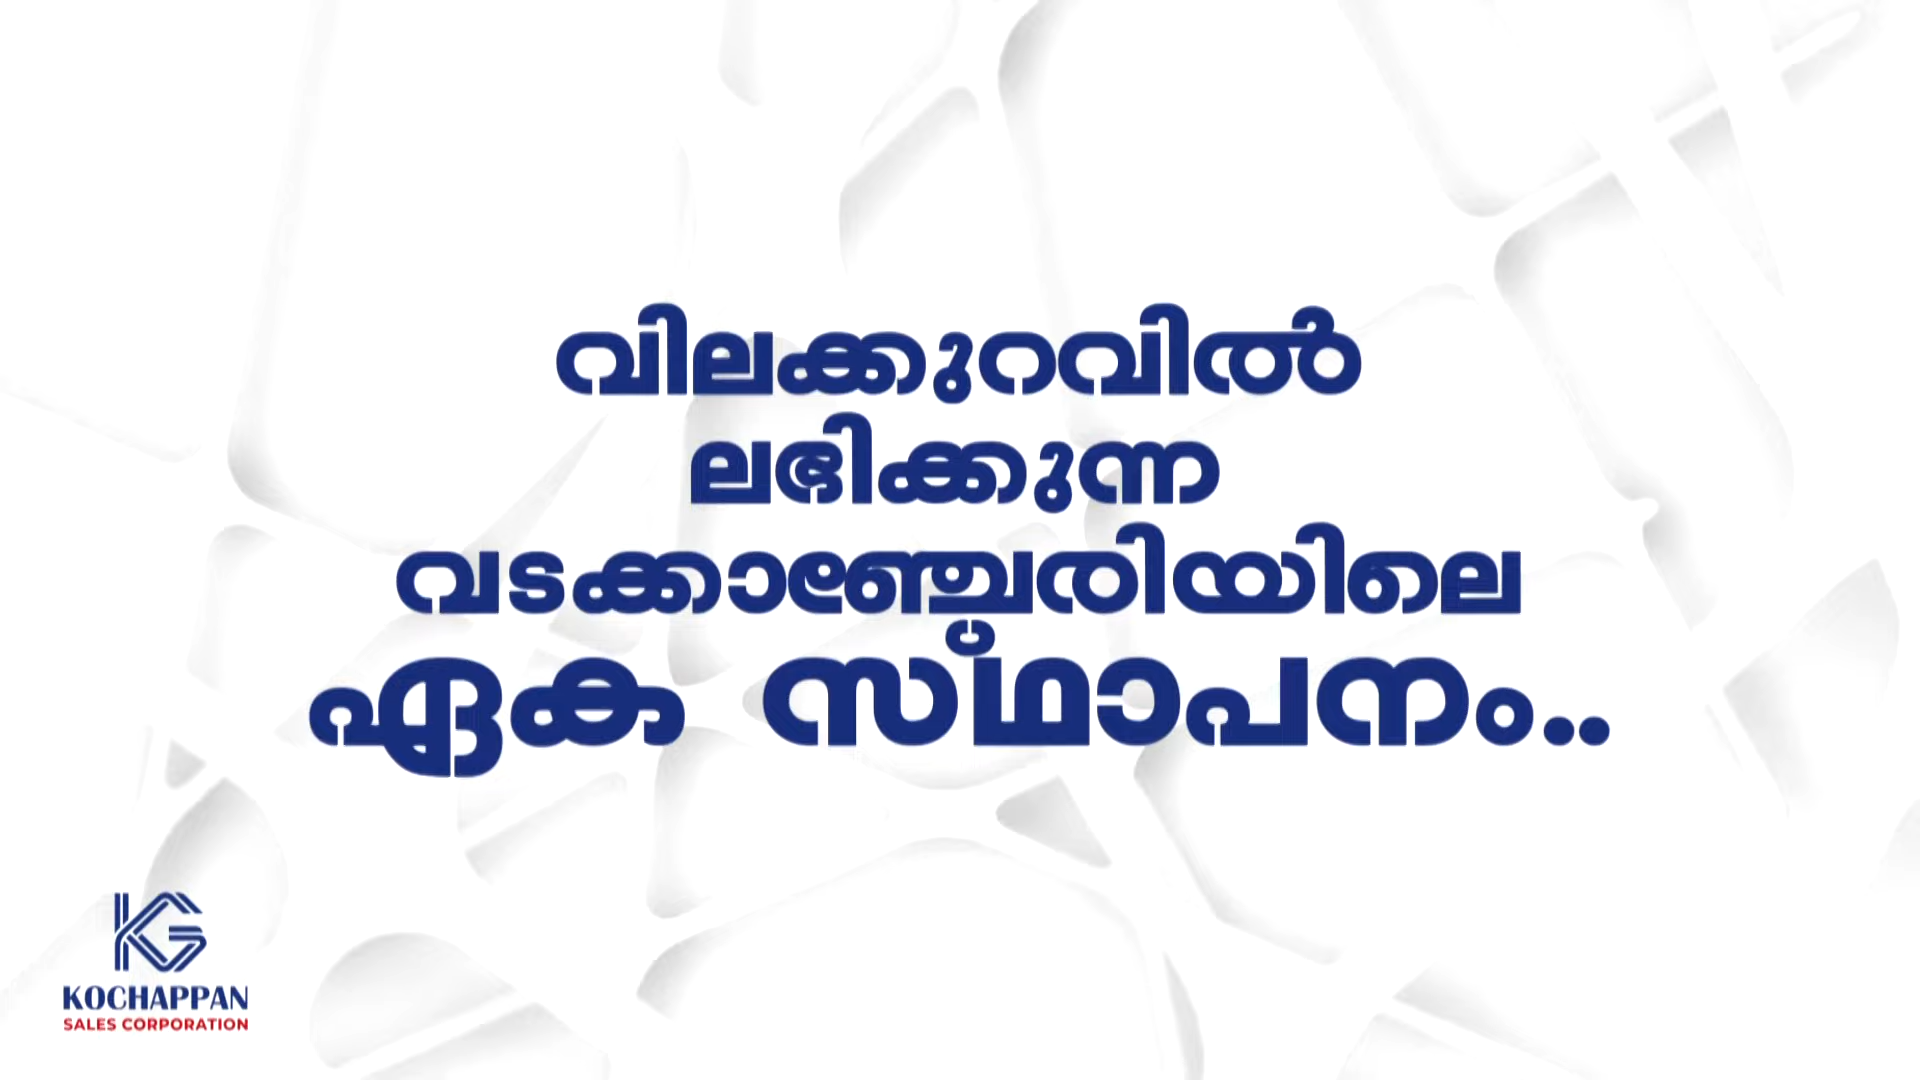 വിലക്കുറവിൽ
ലഭിക്കുന്ന
വടക്കാഞ്ചേരിയിലെ
ഏക സ്ഥാപനം..
KOCHAPPAN
SALES CORPORATION